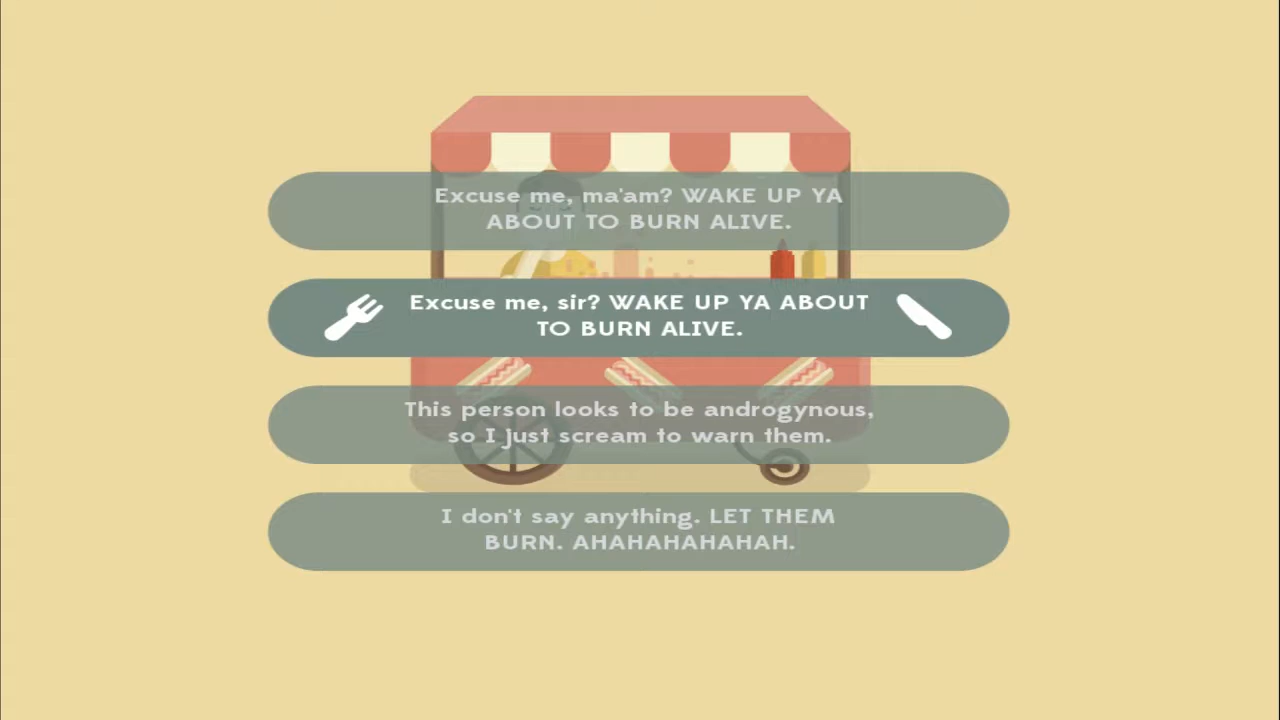 Excuse me, ma'am? WAKE UP YA
ABOUT TO BURN ALIVE.
Excuse me, sir? WAKE UP YA ABOUT
TO BURN ALIVE.
This person looks to be androgynous,
so I just scream to warn them.
I don't say anything. LET THEM
BURN. AHAHAHAHAHAH.